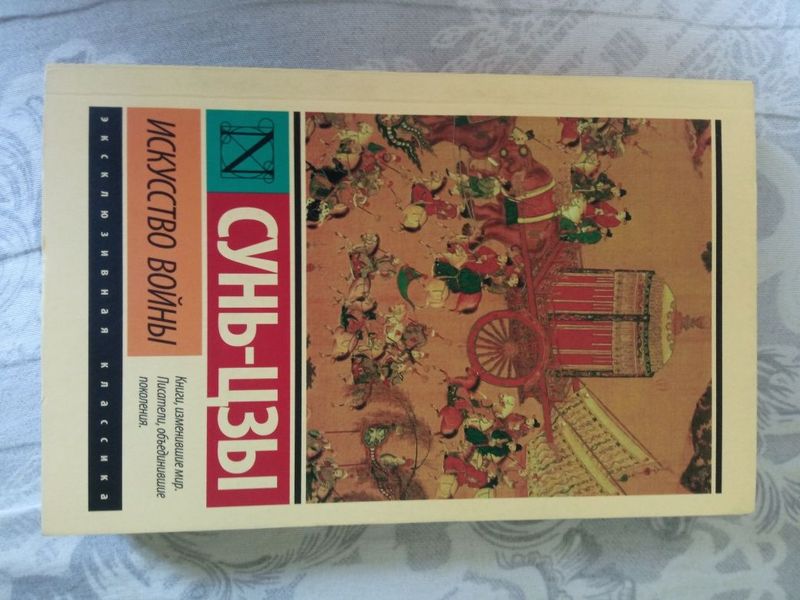 ЭКСКЛЮЗИВНАЯ КЛАССИКА
ИСКУССТВО ВОЙНЫ
Книги, изменившие мир.
Писатели, объединившие
поколения.
СУНЬ-ЦЗЫ